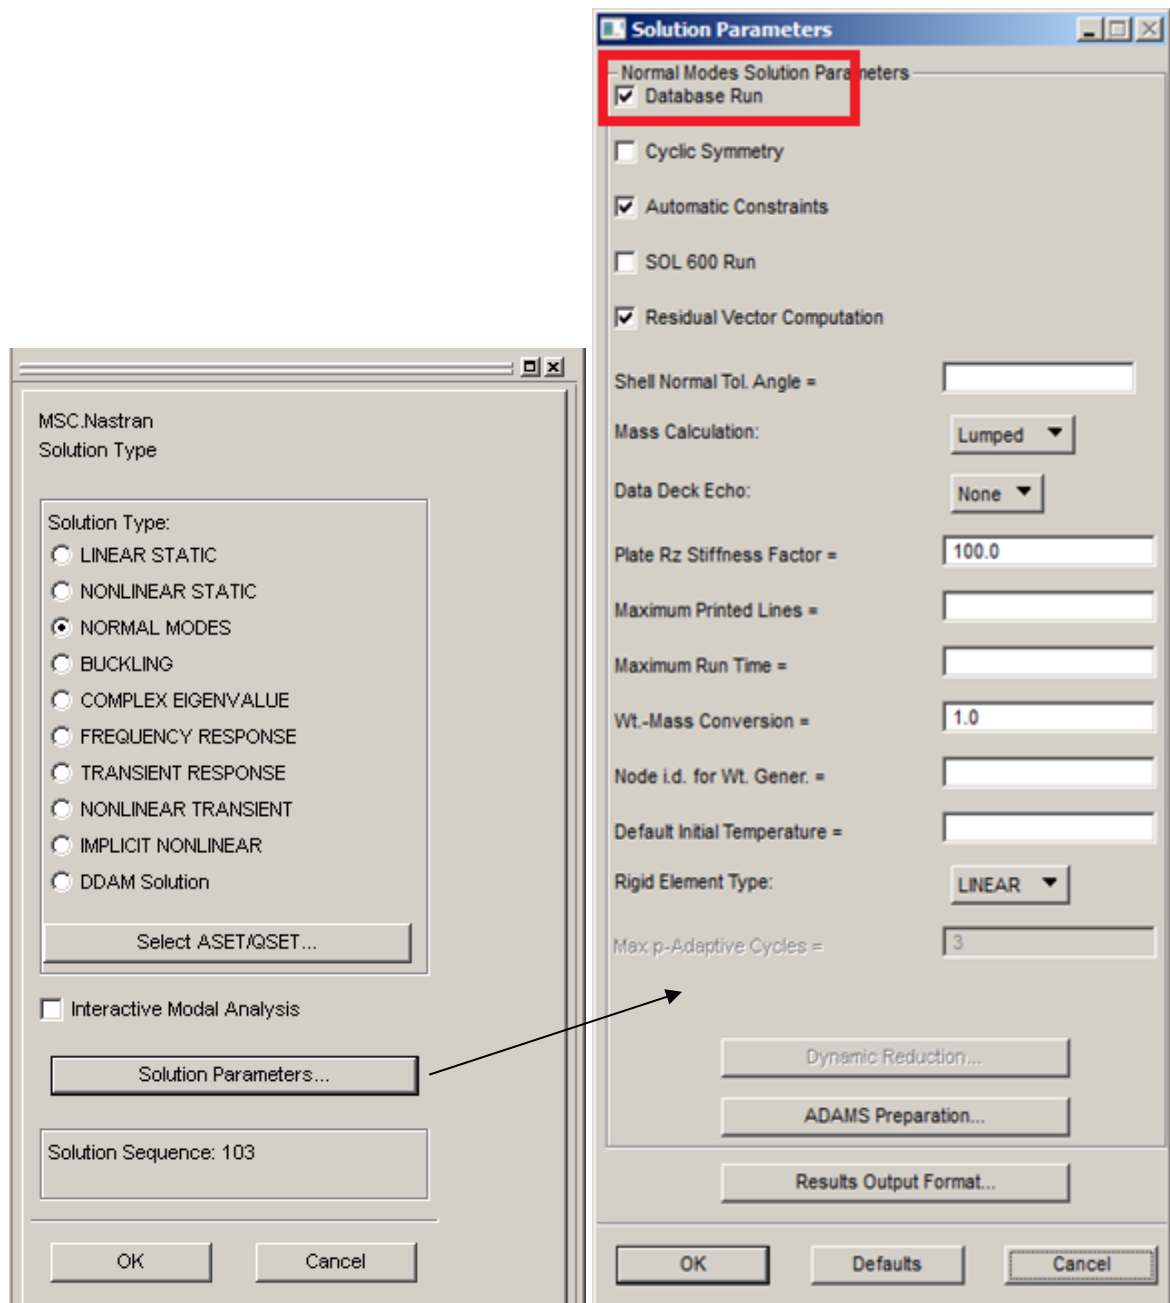 Solution Parameters
Normal Modes Solution Parameters
Database Run
Cyclic Symmetry
Automatic Constraints
SOL 600 Run
Residual Vector Computation
Shell Normal Tol. Angle =
Mass Calculation: Lumped
Data Deck Echo: None
Plate Rz Stiffness Factor = 100.0
Maximum Printed Lines =
Maximum Run Time =
Wt.-Mass Conversion = 1.0
Node i.d. for Wt. Gener. =
Default Initial Temperature =
Rigid Element Type: LINEAR
Max p-Adaptive Cycles = 3
Dynamic Reduction...
ADAMS Preparation...
Results Output Format...
OK Defaults Cancel
MSC.Nastran
Solution Type
Solution Type:
LINEAR STATIC
NONLINEAR STATIC
NORMAL MODES
BUCKLING
COMPLEX EIGENVALUE
FREQUENCY RESPONSE
TRANSIENT RESPONSE
NONLINEAR TRANSIENT
IMPLICIT NONLINEAR
DDAM Solution
Select ASET/QSET...
Interactive Modal Analysis
Solution Parameters...
Solution Sequence: 103
OK Cancel